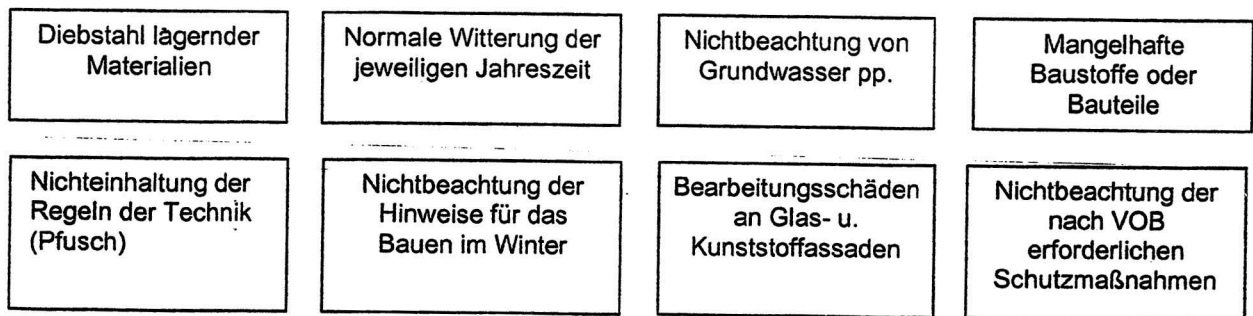 Diebstahl lagernder
Materialien
Normale Witterung der
jeweiligen Jahreszeit
Nichtbeachtung von
Grundwasser pp.
Mangelhafte
Baustoffe oder
Bauteile
Nichteinhaltung der
Regeln der Technik
(Pfusch)
Nichtbeachtung der
Hinweise für das
Bauen im Winter
Bearbeitungsschäden
an Glas- u.
Kunststoffassaden
Nichtbeachtung der
nach VOB
erforderlichen
Schutzmaßnahmen